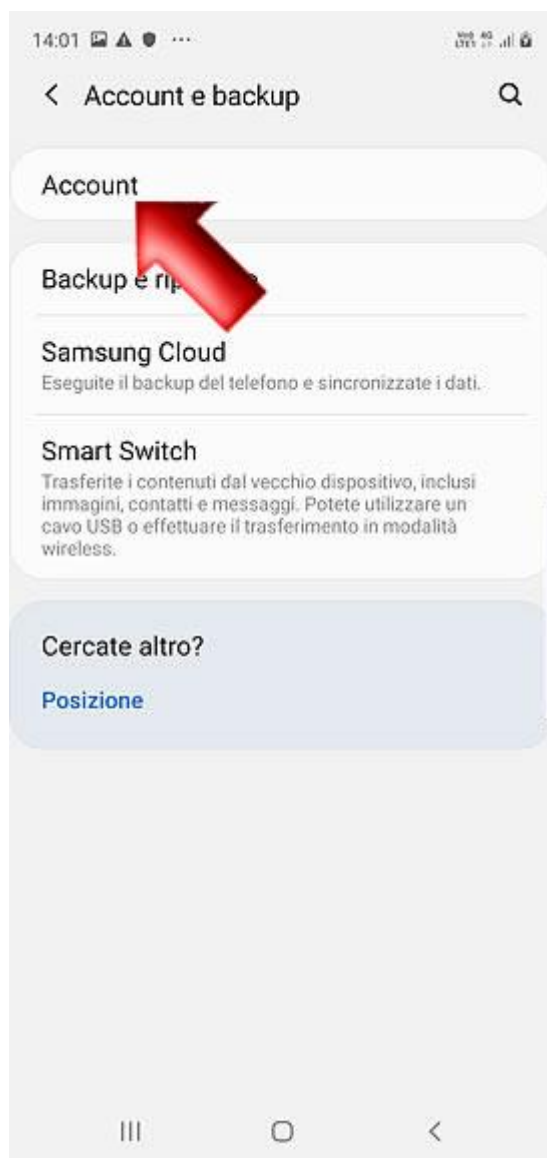 14:01
Account e backup
Account
Backup e
Samsung Cloud
Eseguite il backup del telefono e sincronizzate i dati.
Smart Switch
Trasferite i contenuti dal vecchio dispositivo, inclusi
immagini, contatti e messaggi. Potete utilizzare un
cavo USB o effettuare il trasferimento in modalità
wireless.
Cercate altro?
Posizione